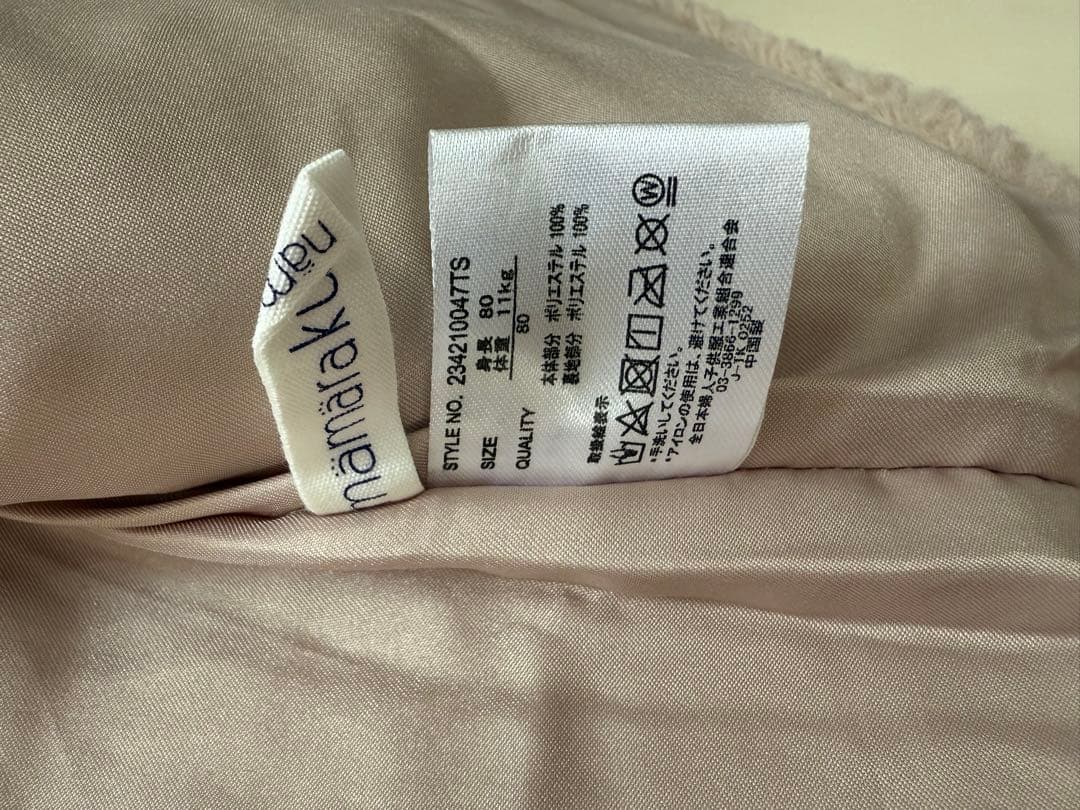 mämäräkLäu
mämä
STYLE NO. 234210047TS
SIZE 身長 80
体重 11kg
80
QUALITY
本体部分 ポリエステル 100%
裏地部分 ポリエステル 100%
取扱絵表示
W
*手洗いしてください。
*アイロンの使用は、避けてください。
全日本婦人子供服工業組合連合会
03-3866-1299
J-TK 0252
中国製